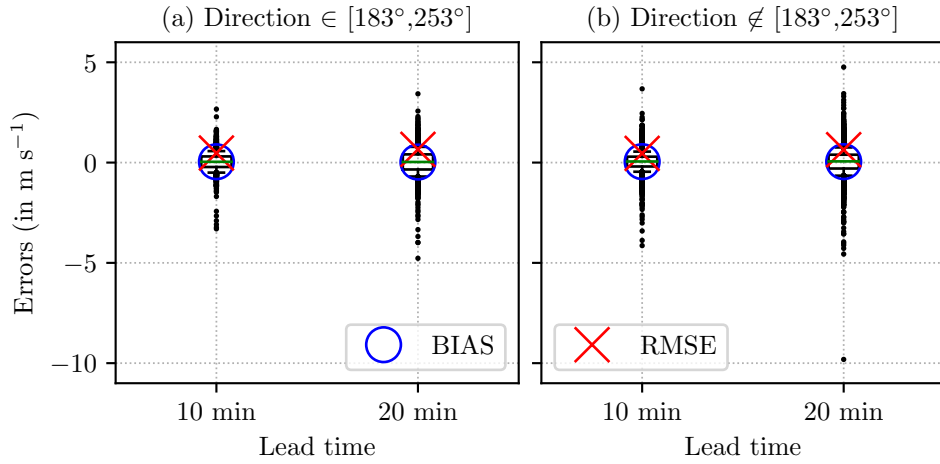 (a) Direction ∈ [183°,253°]
(b) Direction ∉ [183°,253°]
Errors (in m s⁻¹)
5
0
−5
−10
BIAS
RMSE
10 min
20 min
10 min
20 min
Lead time
Lead time